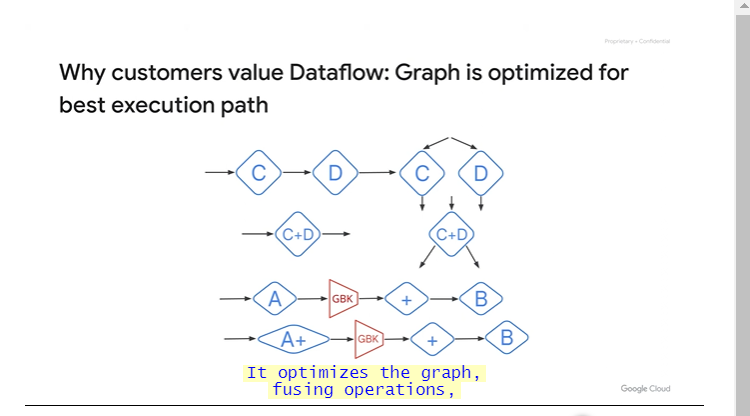 Proprietary + Confidential
Why customers value Dataflow: Graph is optimized for
best execution path
C D C D
C+D C+D
A GBK + B
A+ GBK + B
It optimizes the graph,
fusing operations,
Google Cloud